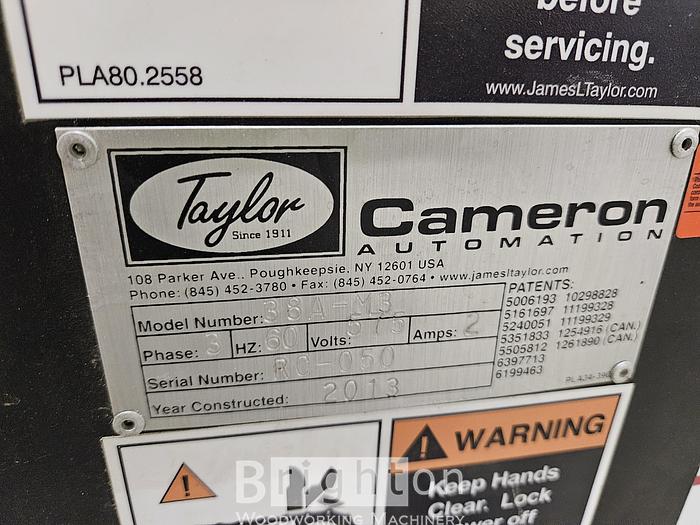 before
servicing.
PLA80.2558
www.JamesLTaylor.com
Taylor
Since 1911
Cameron
AUTOMATION
108 Parker Ave., Poughkeepsie, NY 12601 USA
Phone: (845) 452-3780 • Fax: (845) 452-0764 • www.jamesltaylor.com
Model Number: 38A-M3
Phase: 3 HZ: 60 Volts: 575 Amps: 2
Serial Number: RC-050
Year Constructed: 2013
PATENTS:
5006193 10298828
5161697 11199328
5240051 11199329
5351833 1254916 (CAN.)
5505812 1261890 (CAN.)
6397713
6199463
WARNING
Keep Hands
Clear. Lock
Power off
Brighton
WOODWORKING MACHINERY